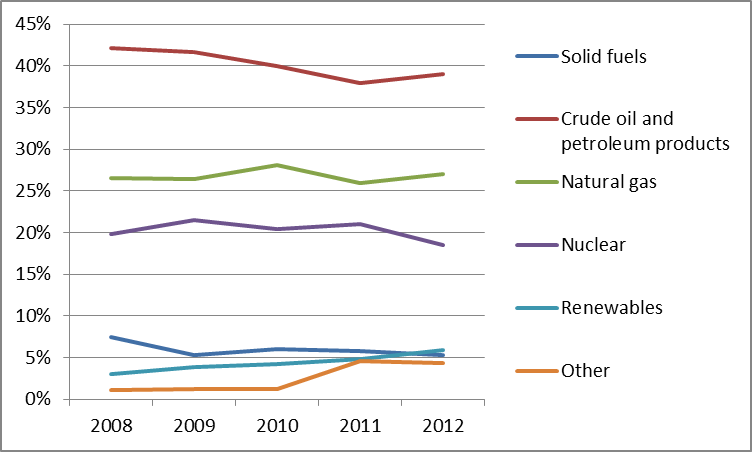 45%
40%
35%
30%
25%
20%
15%
10%
5%
0%
2008 2009 2010 2011 2012
Solid fuels
Crude oil and
petroleum products
Natural gas
Nuclear
Renewables
Other